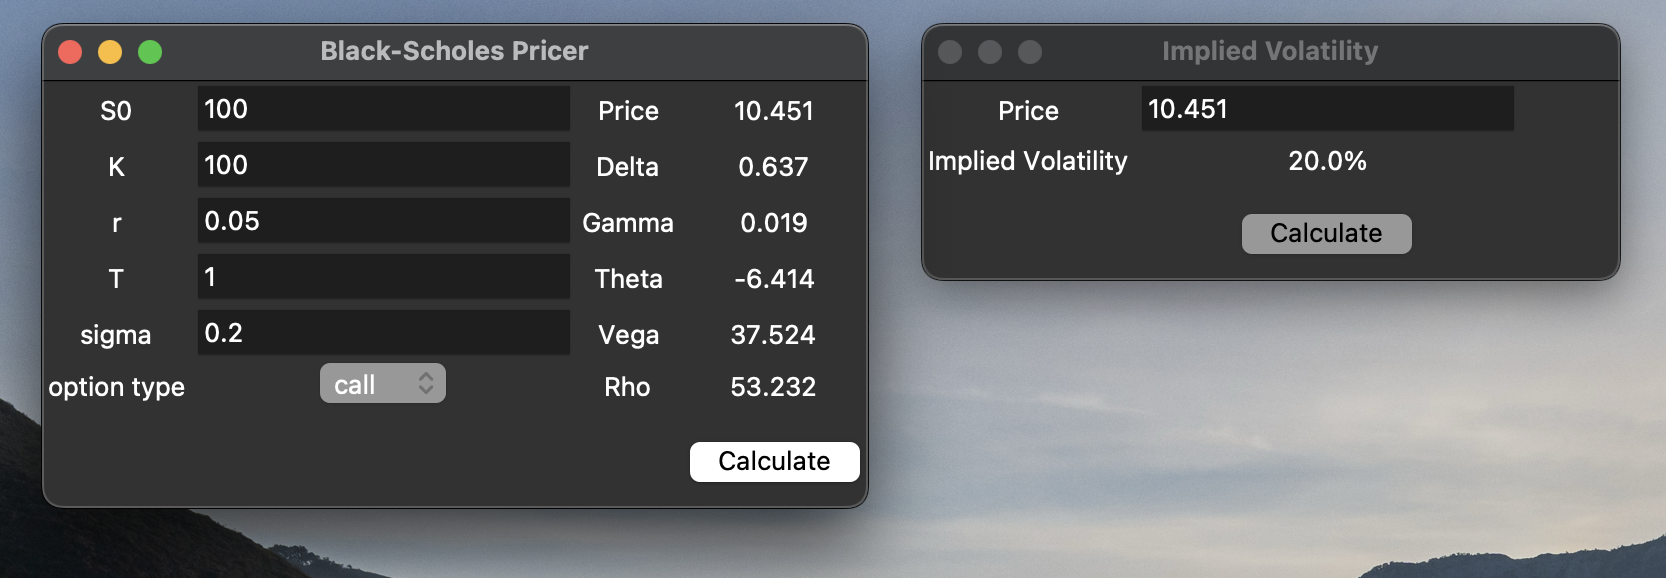 Black-Scholes Pricer
S0 100 Price 10.451
K 100 Delta 0.637
r 0.05 Gamma 0.019
T 1 Theta -6.414
sigma 0.2 Vega 37.524
option type call Rho 53.232
Calculate
Implied Volatility
Price 10.451
Implied Volatility 20.0%
Calculate